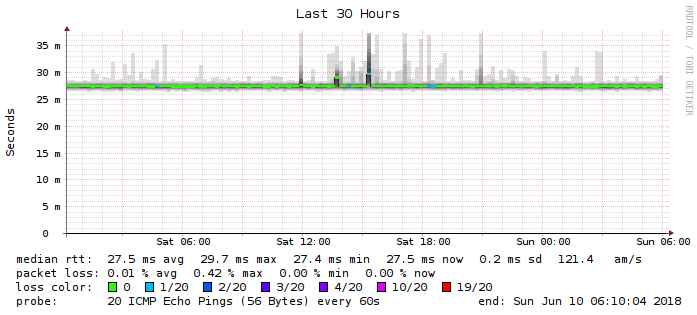 Last 30 Hours
RRDTOOL / TOBI OETIKER
Seconds
35 m
30 m
25 m
20 m
15 m
10 m
5 m
0
Sat 06:00 Sat 12:00 Sat 18:00 Sun 00:00 Sun 06:00
median rtt: 27.5 ms avg 29.7 ms max 27.4 ms min 27.5 ms now 0.2 ms sd 121.4 am/s
packet loss: 0.01 % avg 0.42 % max 0.00 % min 0.00 % now
loss color: 0 1/20 2/20 3/20 4/20 10/20 19/20
probe: 20 ICMP Echo Pings (56 Bytes) every 60s end: Sun Jun 10 06:10:04 2018